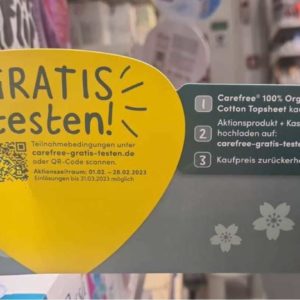 GRATIS
testen!
Teilnahmebedingungen unter
carefree-gratis-testen.de
oder QR-Code scannen.
Aktionszeitraum: 01.02. – 28.02.2023
Einlösungen bis 31.03.2023 möglich
1 Carefree® 100% Org
Cotton Topsheet ka
2 Aktionsprodukt + Kas
hochladen auf:
carefree-gratis-testen
3 Kaufpreis zurückerh